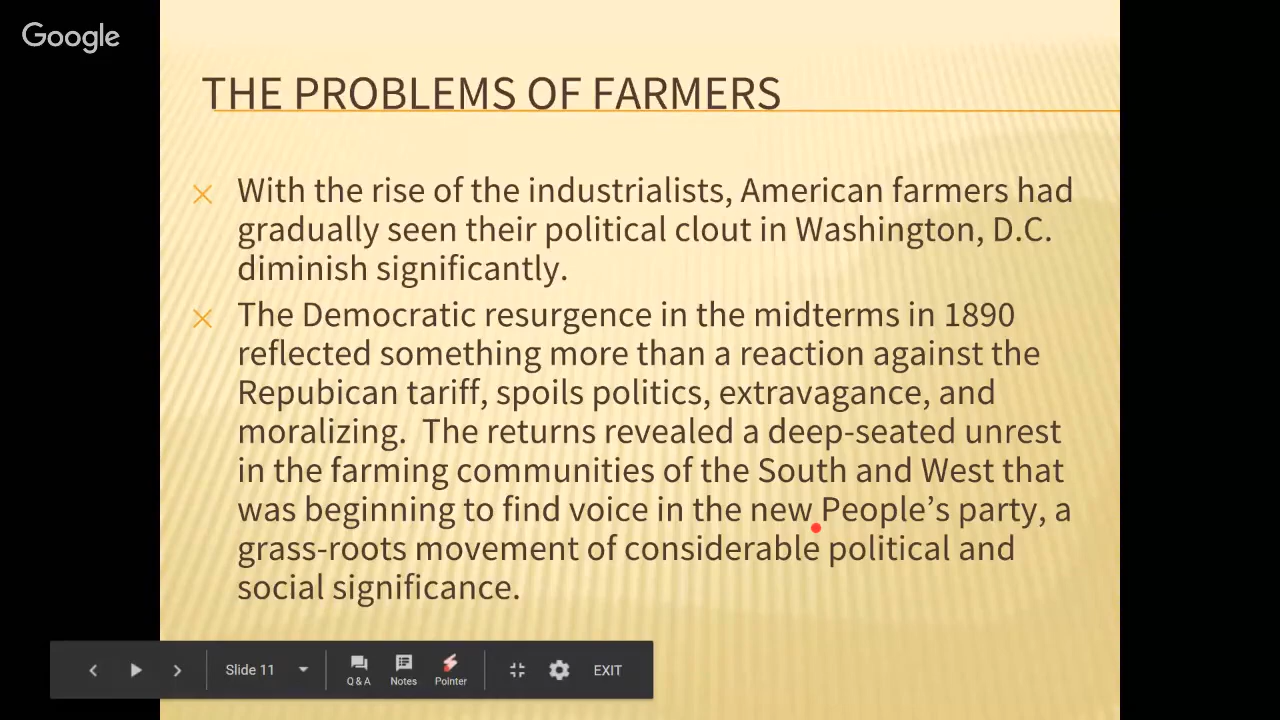 Google
THE PROBLEMS OF FARMERS
With the rise of the industrialists, American farmers had
gradually seen their political clout in Washington, D.C.
diminish significantly.
The Democratic resurgence in the midterms in 1890
reflected something more than a reaction against the
Repubican tariff, spoils politics, extravagance, and
moralizing.  The returns revealed a deep-seated unrest
in the farming communities of the South and West that
was beginning to find voice in the new People’s party, a
grass-roots movement of considerable political and
social significance.
Slide 11
Q & A
Notes
Pointer
EXIT